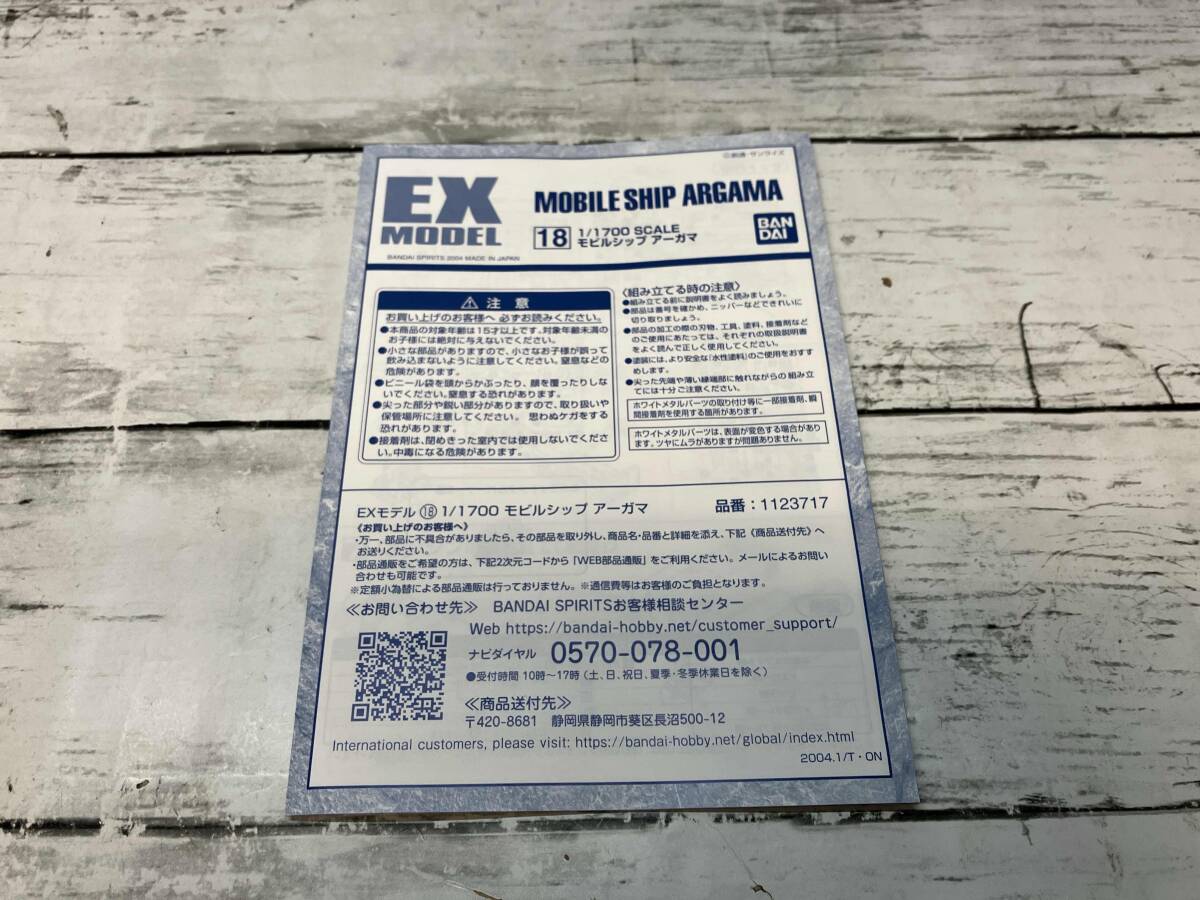 ©創通・サンライズ
EX
MODEL
MOBILE SHIP ARGAMA
18
1/1700 SCALE
モビルシップ アーガマ
BAN
DAI
BANDAI SPIRITS 2004 MADE IN JAPAN
⚠ 注 意
お買い上げのお客様へ 必ずお読みください。
●本商品の対象年齢は15才以上です。対象年齢未満の
お子様には絶対に与えないでください。
●小さな部品がありますので、小さなお子様が誤って
飲み込まないように注意してください。窒息などの
危険があります。
●ビニール袋を頭からかぶったり、顔を覆ったりしな
いでください。窒息する恐れがあります。
●尖った部分や鋭い部分がありますので、取り扱いや
保管場所に注意してください。思わぬケガをする
恐れがあります。
●接着剤は、閉めきった室内では使用しないでくださ
い。中毒になる危険があります。
〈組み立てる時の注意〉
●組み立てる前に説明書をよく読みましょう。
●部品は番号を確かめ、ニッパーなどできれいに
切り取りましょう。
●部品の加工の際の刃物、工具、塗料、接着剤など
のご使用にあたっては、それぞれの取扱説明書
をよく読んで正しく使用してください。
●塗装には、より安全な「水性塗料」のご使用をおすす
めします。
●尖った先端や薄い縁端部に触れながらの組み立
てには十分ご注意ください。
ホワイトメタルパーツの取り付け等に一部接着剤、瞬
間接着剤を使用する箇所があります。
ホワイトメタルパーツは、表面が変色する場合があり
ます。ツヤにムラがありますが問題ありません。
EXモデル ⑱ 1/1700 モビルシップ アーガマ
品番：1123717
《お買い上げのお客様へ》
・万一、部品に不具合がありましたら、その部品を取り外し、商品名・品番と詳細を添え、下記《商品送付先》へ
お送りください。
・部品通販をご希望の方は、下記2次元コードから「WEB部品通販」をご利用ください。メールによるお問い
合わせも可能です。
※定額小為替による部品通販は行っておりません。※通信費等はお客様のご負担となります。
≪お問い合わせ先≫ BANDAI SPIRITSお客様相談センター
Web https://bandai-hobby.net/customer_support/
ナビダイヤル 0570-078-001
●受付時間 10時〜17時（土、日、祝日、夏季・冬季休業日を除く）
≪商品送付先≫
〒420-8681 静岡県静岡市葵区長沼500-12
International customers, please visit: https://bandai-hobby.net/global/index.html
2004.1/T・ON